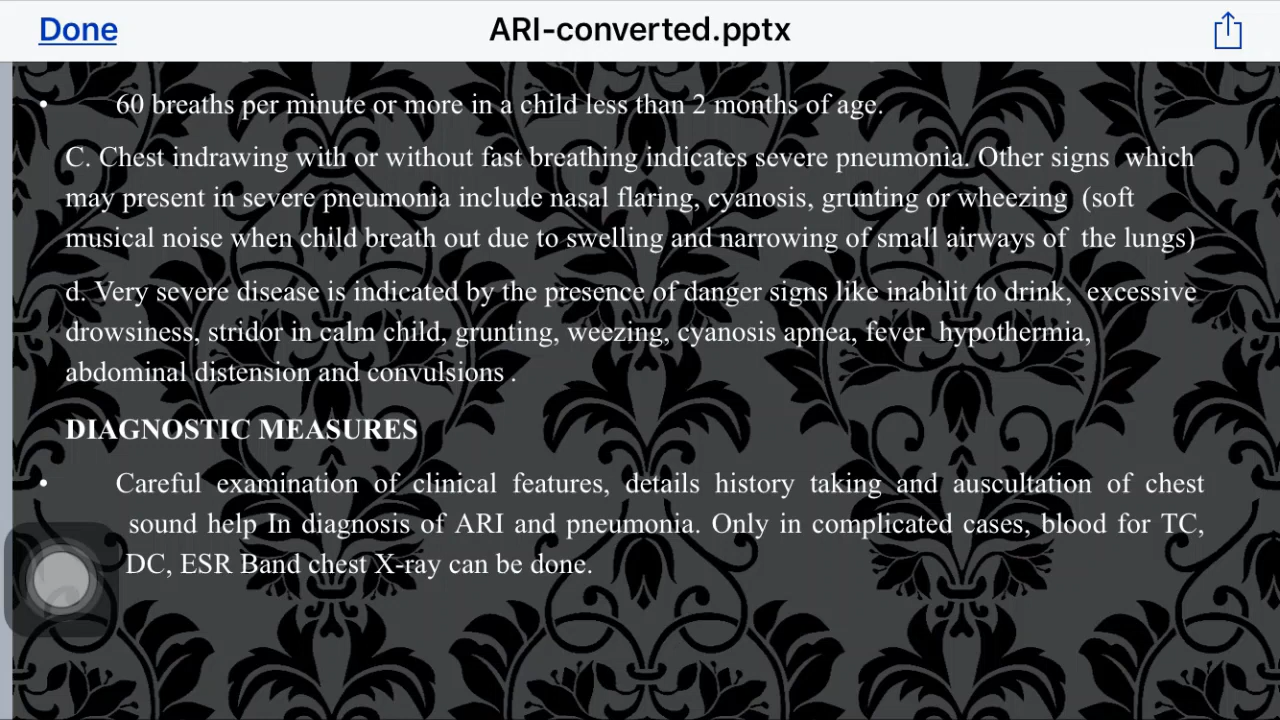 Done
ARI-converted.pptx
• 60 breaths per minute or more in a child less than 2 months of age.
C. Chest indrawing with or without fast breathing indicates severe pneumonia. Other signs which
may present in severe pneumonia include nasal flaring, cyanosis, grunting or wheezing (soft
musical noise when child breath out due to swelling and narrowing of small airways of the lungs)
d. Very severe disease is indicated by the presence of danger signs like inabilit to drink, excessive
drowsiness, stridor in calm child, grunting, weezing, cyanosis apnea, fever hypothermia,
abdominal distension and convulsions .
DIAGNOSTIC MEASURES
• Careful examination of clinical features, details history taking and auscultation of chest
sound help In diagnosis of ARI and pneumonia. Only in complicated cases, blood for TC,
DC, ESR Band chest X-ray can be done.